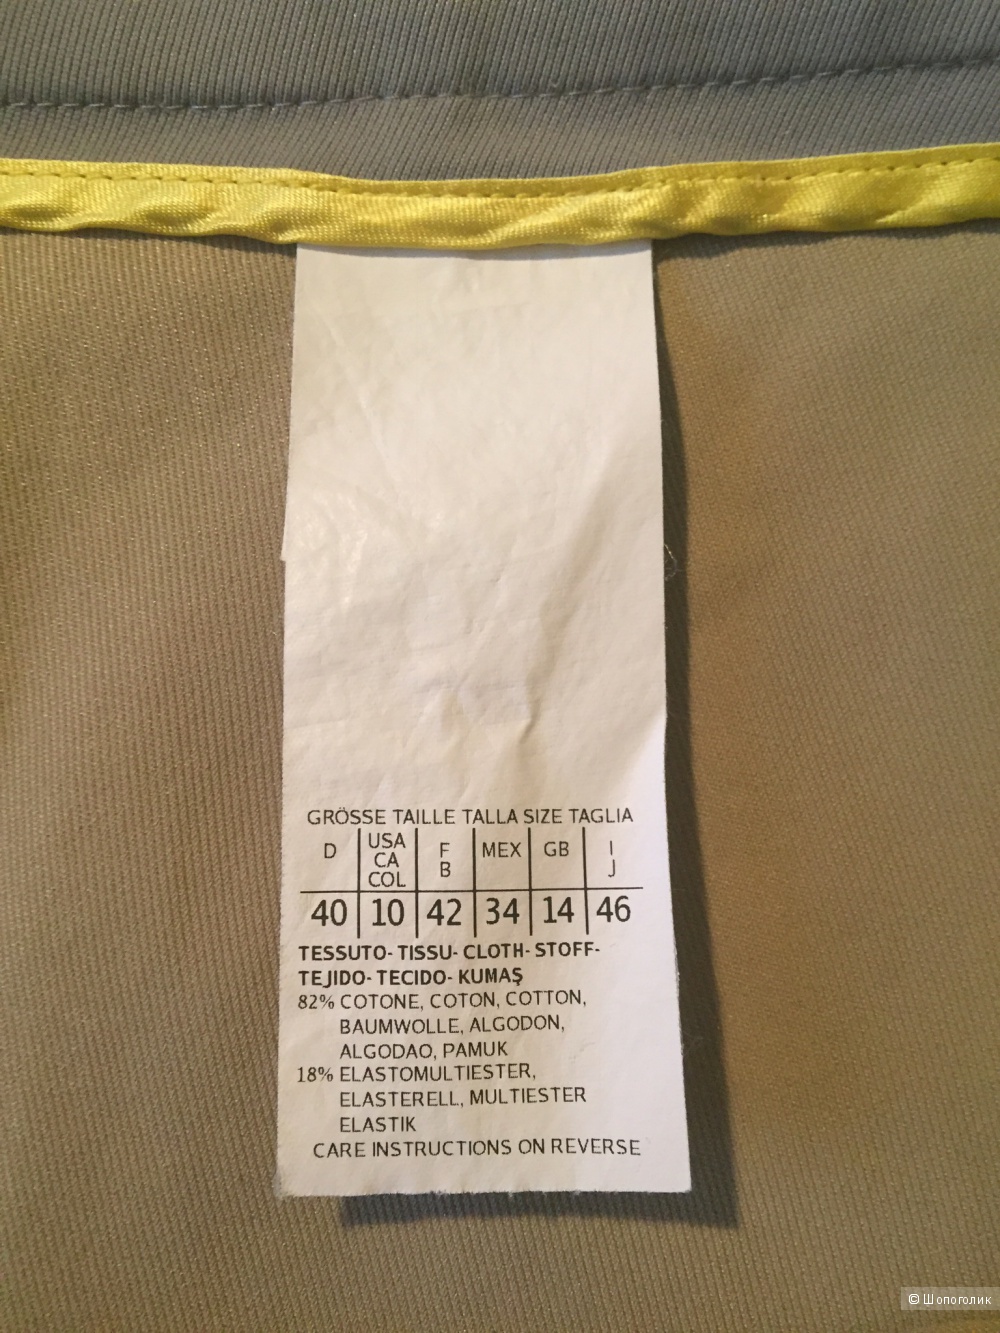 GRÖSSE TAILLE TALLA SIZE TAGLIA
D USA CA COL F B MEX GB I J
40 10 42 34 14 46
TESSUTO- TISSU- CLOTH- STOFF-
TEJIDO- TECIDO- KUMAŞ
82% COTONE, COTON, COTTON,
BAUMWOLLE, ALGODON,
ALGODAO, PAMUK
18% ELASTOMULTIESTER,
ELASTERELL, MULTIESTER
ELASTIK
CARE INSTRUCTIONS ON REVERSE
© Шопоголик